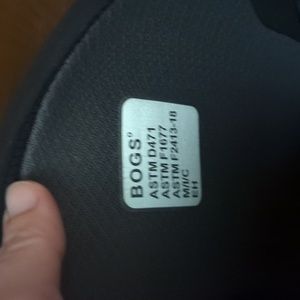 BOGS®
ASTM D471
ASTM F1677
ASTM F2413-18
M/I/C
EH